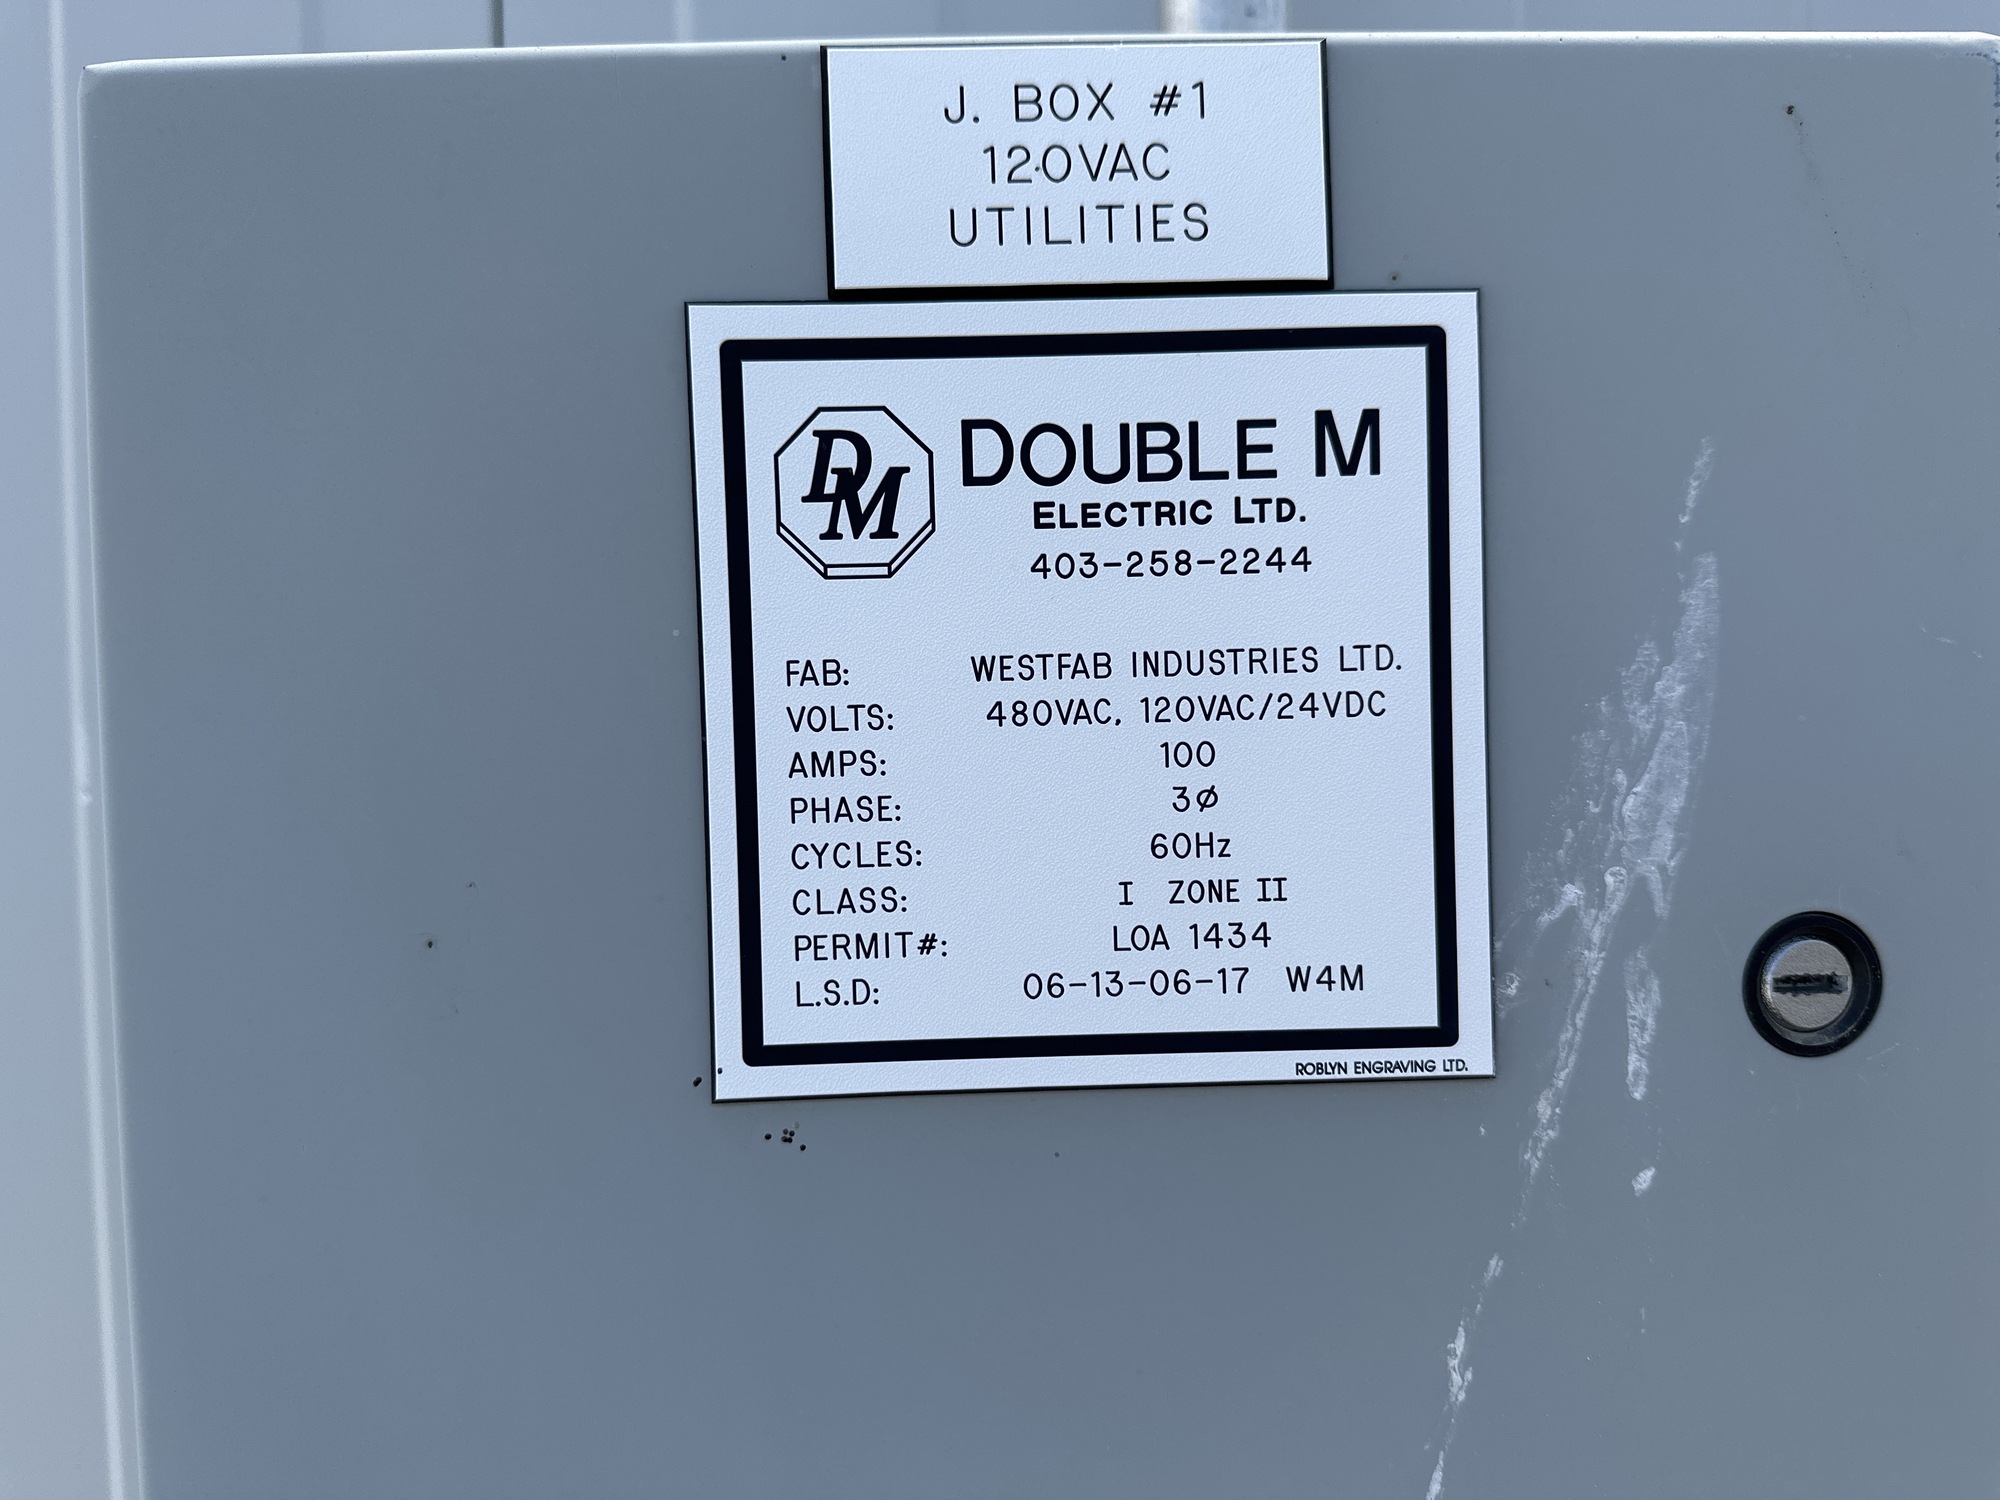 J. BOX #1
120VAC
UTILITIES
DM
DOUBLE M
ELECTRIC LTD.
403-258-2244
FAB: WESTFAB INDUSTRIES LTD.
VOLTS: 480VAC, 120VAC/24VDC
AMPS: 100
PHASE: 3Ø
CYCLES: 60Hz
CLASS: I ZONE II
PERMIT#: LOA 1434
L.S.D: 06-13-06-17 W4M
ROBLYN ENGRAVING LTD.